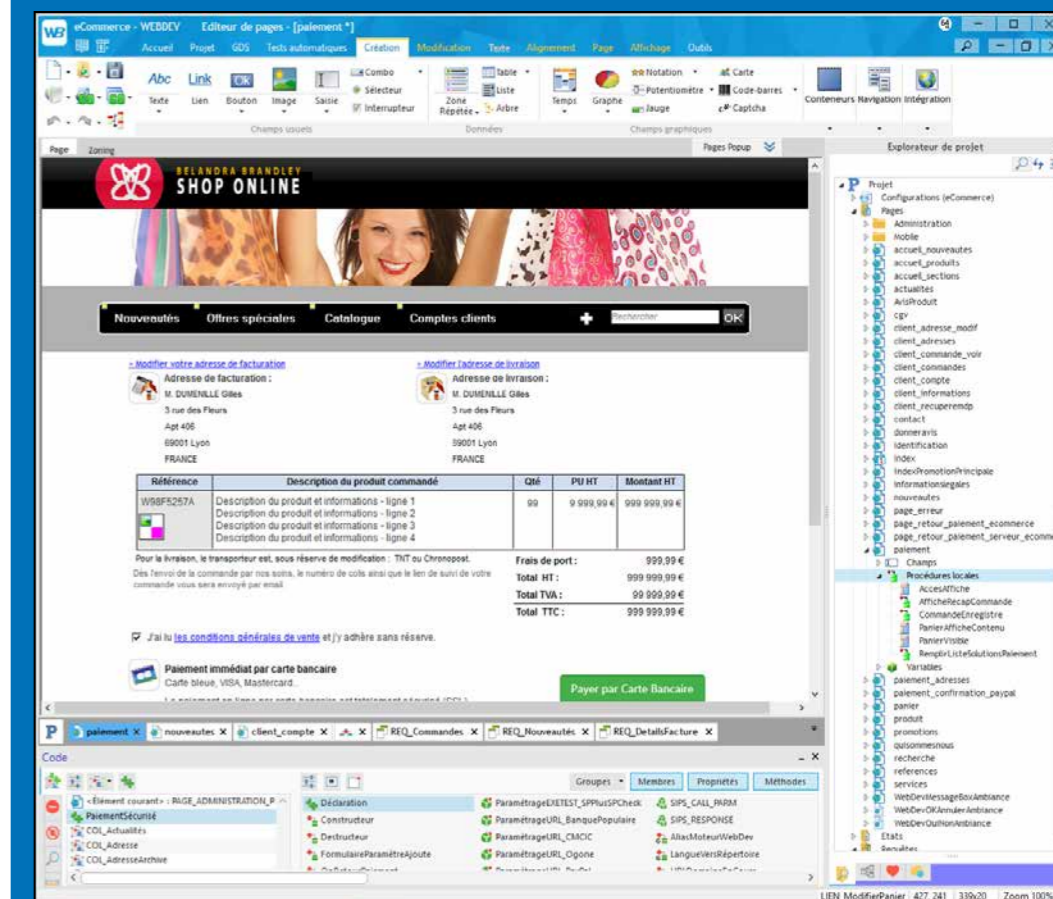 eCommerce - WEBDEV Editeur de pages - [paiement *]
Accueil Projet GDS Tests automatiques Création Modification Texte Alignement Page Affichage Outils
Abc Link OK
Texte Lien Bouton Image Saisie
Combo
Sélecteur
Interrupteur
Champs usuels
Zone Répétée
Table
Liste
Arbre
Données
Temps Graphe
Notation
Potentiomètre
Jauge
Carte
Code-barres
Captcha
Champs graphiques
Conteneurs Navigation Intégration
Page Zoning Pages Popup
BELANDRA BRANDLEY
SHOP ONLINE
Nouveautés Offres spéciales Catalogue Comptes clients Rechercher OK
Modifier votre adresse de facturation
Adresse de facturation :
M. DUMENILLE Gilles
3 rue des Fleurs
Apt 406
69001 Lyon
FRANCE
Modifier l'adresse de livraison
Adresse de livraison :
M. DUMENILLE Gilles
3 rue des Fleurs
Apt 406
59001 Lyon
FRANCE
Référence Description du produit commandé Qté PU HT Montant HT
W98F5257A Description du produit et informations - ligne 1 99 9 999,99 € 999 999,99 €
Description du produit et informations - ligne 2
Description du produit et informations - ligne 3
Description du produit et informations - ligne 4
Pour la livraison, le transporteur est, sous réserve de modification : TNT ou Chronopost.
Dès l'envoi de la commande par nos soins, le numéro de colis ainsi que le lien de suivi de votre
commande vous sera envoyé par email
Frais de port : 999,99 €
Total HT : 999 999,99 €
Total TVA : 99 999,99 €
Total TTC : 999 999,99 €
J'ai lu les conditions générales de vente et j'y adhère sans réserve.
Paiement immédiat par carte bancaire
Carte bleue, VISA, Mastercard...
Payer par Carte Bancaire
paiement nouveautes client_compte REQ_Commandes REQ_Nouveautés REQ_DetailsFacture
Code
Groupes Membres Propriétés Méthodes
<Élément courant> : PAGE_ADMINISTRATION_P
PaiementSécurisé
COL_Actualités
COL_Adresse
COL_AdresseArchive
Déclaration
Constructeur
Destructeur
FormulaireParamètreAjoute
ParamétrageEXETEST_SPPlusSPCheck
ParamétrageURL_BanquePopulaire
ParamétrageURL_CMCIC
ParamétrageURL_Ogone
SIPS_CALL_PARM
SIPS_RESPONSE
AliasMoteurWebDev
LangueVersRépertoire
Explorateur de projet
Projet
Configurations (eCommerce)
Pages
Administration
Mobile
accueil_nouveautes
accueil_produits
accueil_sections
actualites
AvisProduit
cgv
client_adresse_modif
client_adresses
client_commande_voir
client_commandes
client_compte
client_informations
client_recuperemdp
contact
donneravis
identification
index
IndexPromotionPrincipale
informationslegales
nouveautes
page_erreur
page_retour_paiement_ecommerce
page_retour_paiement_serveur_ecomme
paiement
Champs
Procédures locales
AccesAffiche
AfficheRecapCommande
CommandeEnregistre
PanierAfficheContenu
PanierVisible
RemplirListeSolutionsPaiement
Variables
paiement_adresses
paiement_confirmation_paypal
panier
produit
promotions
quisommesnous
recherche
references
services
WebDevMessageBoxAmbiance
WebDevOKAnnulerAmbiance
WebDevOuiNonAmbiance
Etats
Requêtes
LIEN_ModifierPanier 427,241 339x20 Zoom 100%